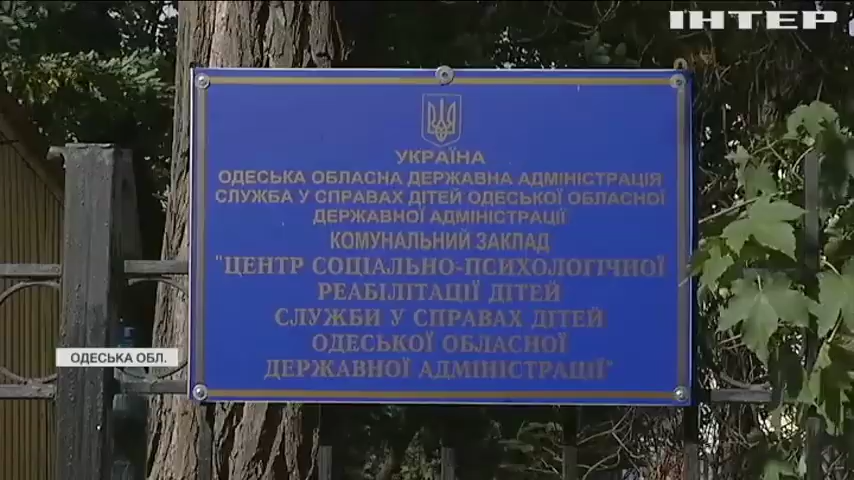 ІНТЕР
УКРАЇНА
ОДЕСЬКА ОБЛАСНА ДЕРЖАВНА АДМІНІСТРАЦІЯ
СЛУЖБА У СПРАВАХ ДІТЕЙ ОДЕСЬКОЇ ОБЛАСНОЇ
ДЕРЖАВНОЇ АДМІНІСТРАЦІЇ
КОМУНАЛЬНИЙ ЗАКЛАД
"ЦЕНТР СОЦІАЛЬНО-ПСИХОЛОГІЧНОЇ
РЕАБІЛІТАЦІЇ ДІТЕЙ
СЛУЖБИ У СПРАВАХ ДІТЕЙ
ОДЕСЬКОЇ ОБЛАСНОЇ
ДЕРЖАВНОЇ АДМІНІСТРАЦІЇ"
ОДЕСЬКА ОБЛ.